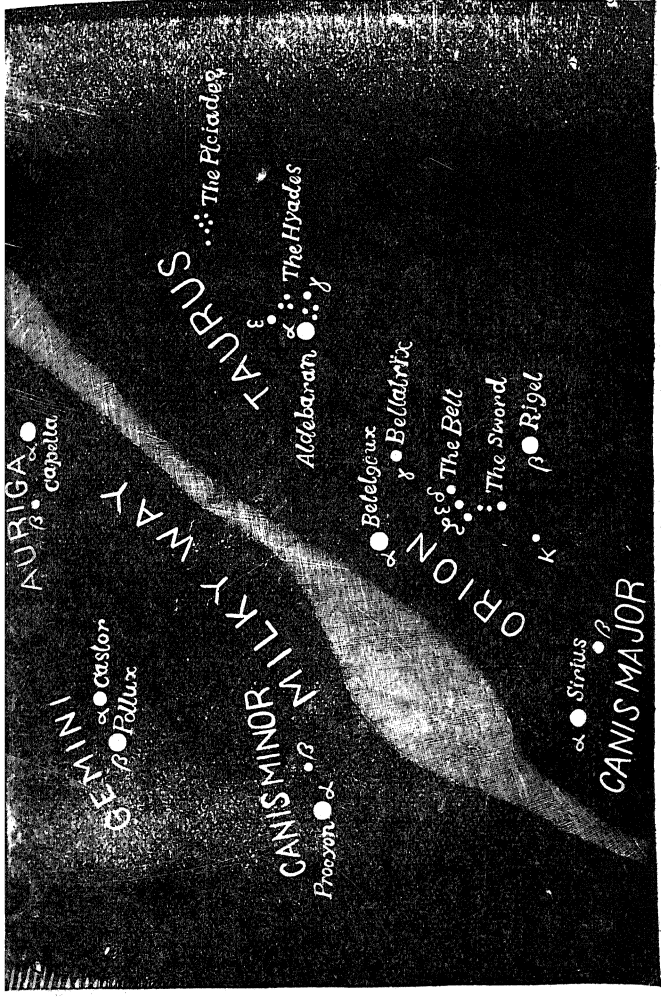 AURIGA
β
α
Capella
GEMINI
α Castor
β Pollux
MILKY WAY
TAURUS
The Pleiades
The Hyades
ε
α
γ
Aldebaran
CANIS MINOR
β
Procyon α
ORION
Betelgeux
α
γ Bellatrix
ζ ε δ The Belt
The Sword
β Rigel
K
CANIS MAJOR
α Sirius
β